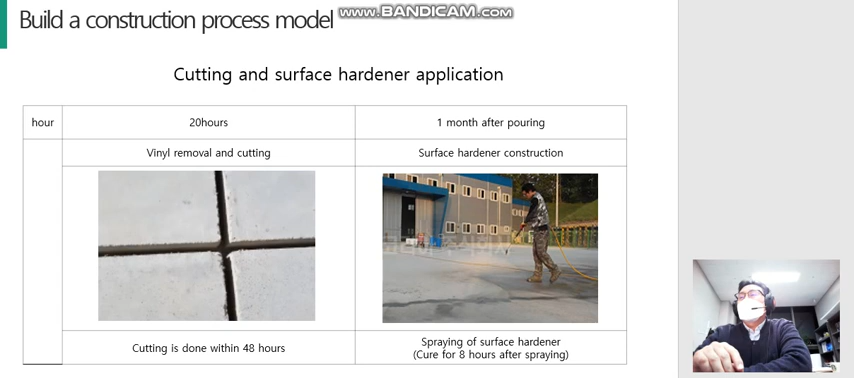 Build a construction process model
www.BANDICAM.com
Cutting and surface hardener application
hour
20hours
1 month after pouring
Vinyl removal and cutting
Surface hardener construction
Cutting is done within 48 hours
Spraying of surface hardener
(Cure for 8 hours after spraying)